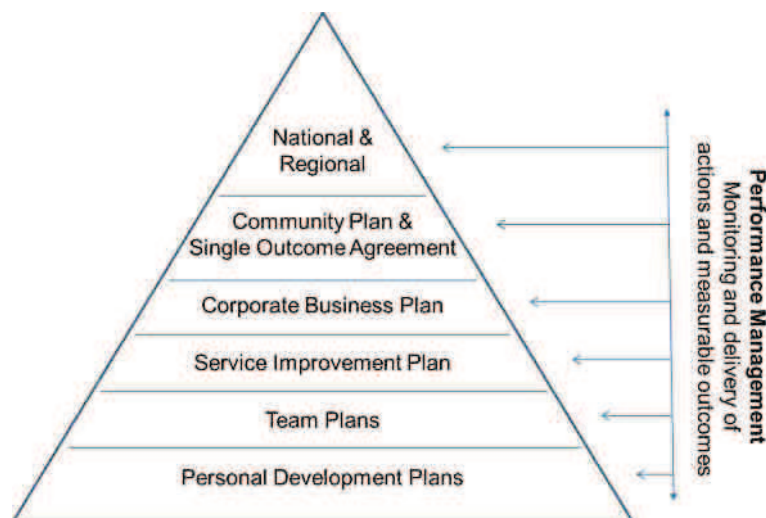 National &
Regional
Community Plan &
Single Outcome Agreement
Corporate Business Plan
Service Improvement Plan
Team Plans
Personal Development Plans
Performance Management
Monitoring and delivery of
actions and measurable outcomes